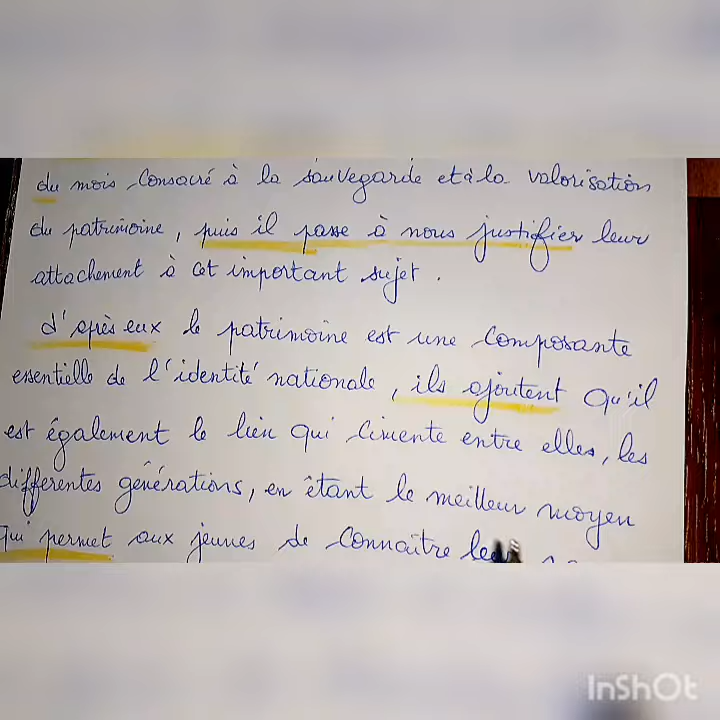 du mois consacré à la sauvegarde et à la valorisation
du patrimoine, puis il passe à nous justifier leur
attachement à cet important sujet.
d'après eux le patrimoine est une composante
essentielle de l'identité nationale, ils ajoutent qu'il
est également le lien qui cimente entre elles, les
differentes générations, en étant le meilleur moyen
qui permet aux jeunes de connaître
InShOt